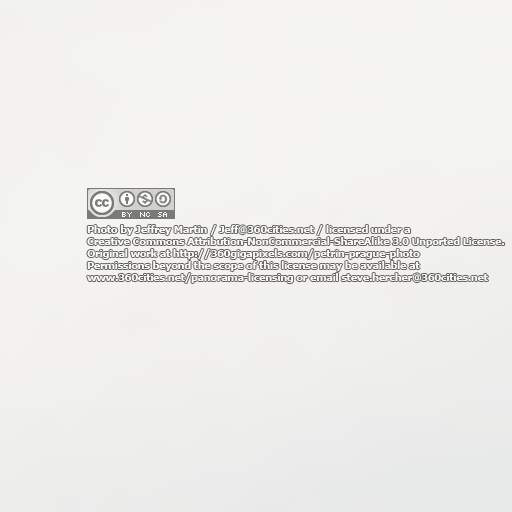 cc
BY NC SA
Photo by Jeffrey Martin / Jeff@360cities.net / licensed under a
Creative Commons Attribution-NonCommercial-ShareAlike 3.0 Unported License.
Original work at http://360gigapixels.com/petrin-prague-photo
Permissions beyond the scope of this license may be available at
www.360cities.net/panorama-licensing or email steve.hercher@360cities.net